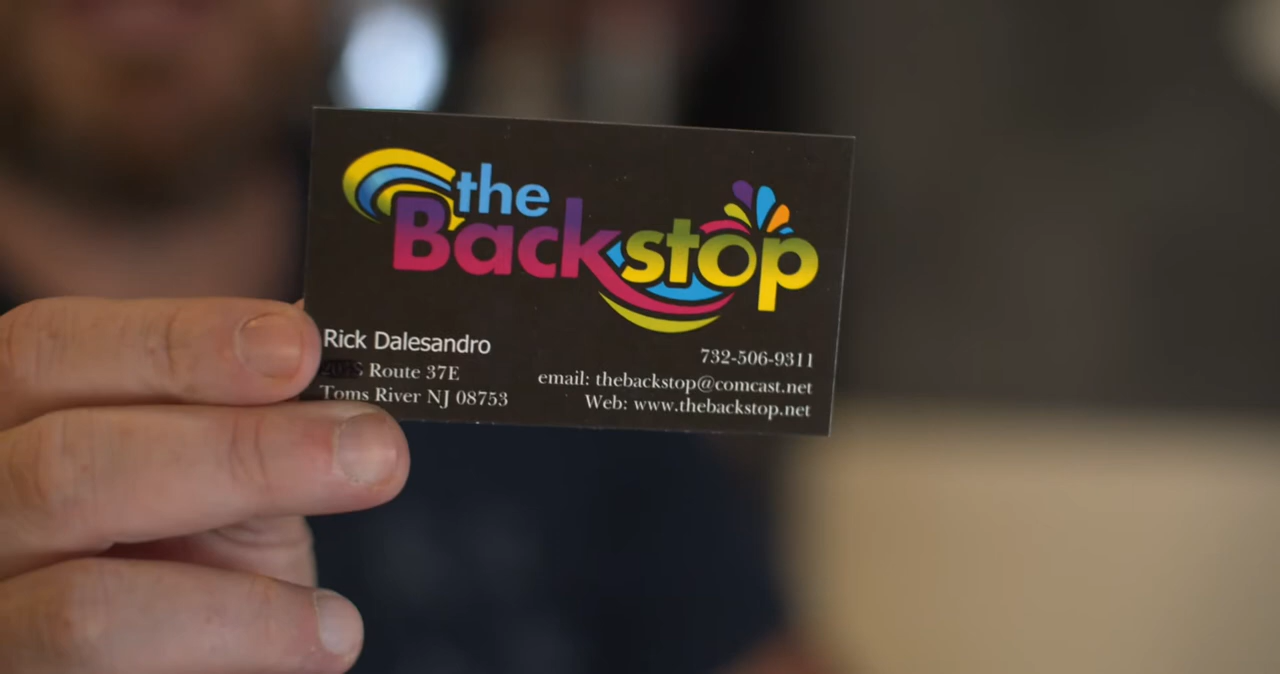 the
Backstop
Rick Dalesandro
Route 37E
Toms River NJ 08753
732-506-9311
email: thebackstop@comcast.net
Web: www.thebackstop.net